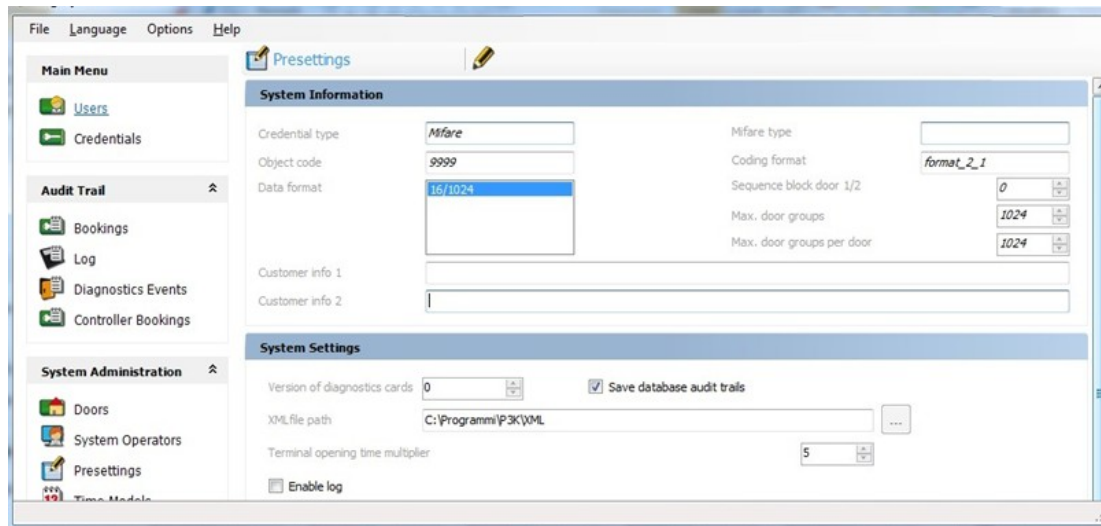 File Language Options Help
Main Menu
Users
Credentials
Audit Trail
Bookings
Log
Diagnostics Events
Controller Bookings
System Administration
Doors
System Operators
Presettings
Time Models
Presettings
System Information
Credential type Mifare Mifare type
Object code 9999 Coding format format_2_1
Data format 16/1024 Sequence block door 1/2 0
Max. door groups 1024
Max. door groups per door 1024
Customer info 1
Customer info 2
System Settings
Version of diagnostics cards 0 Save database audit trails
XMLfile path C:\Programmi\P3K\XML ...
Terminal opening time multiplier 5
Enable log